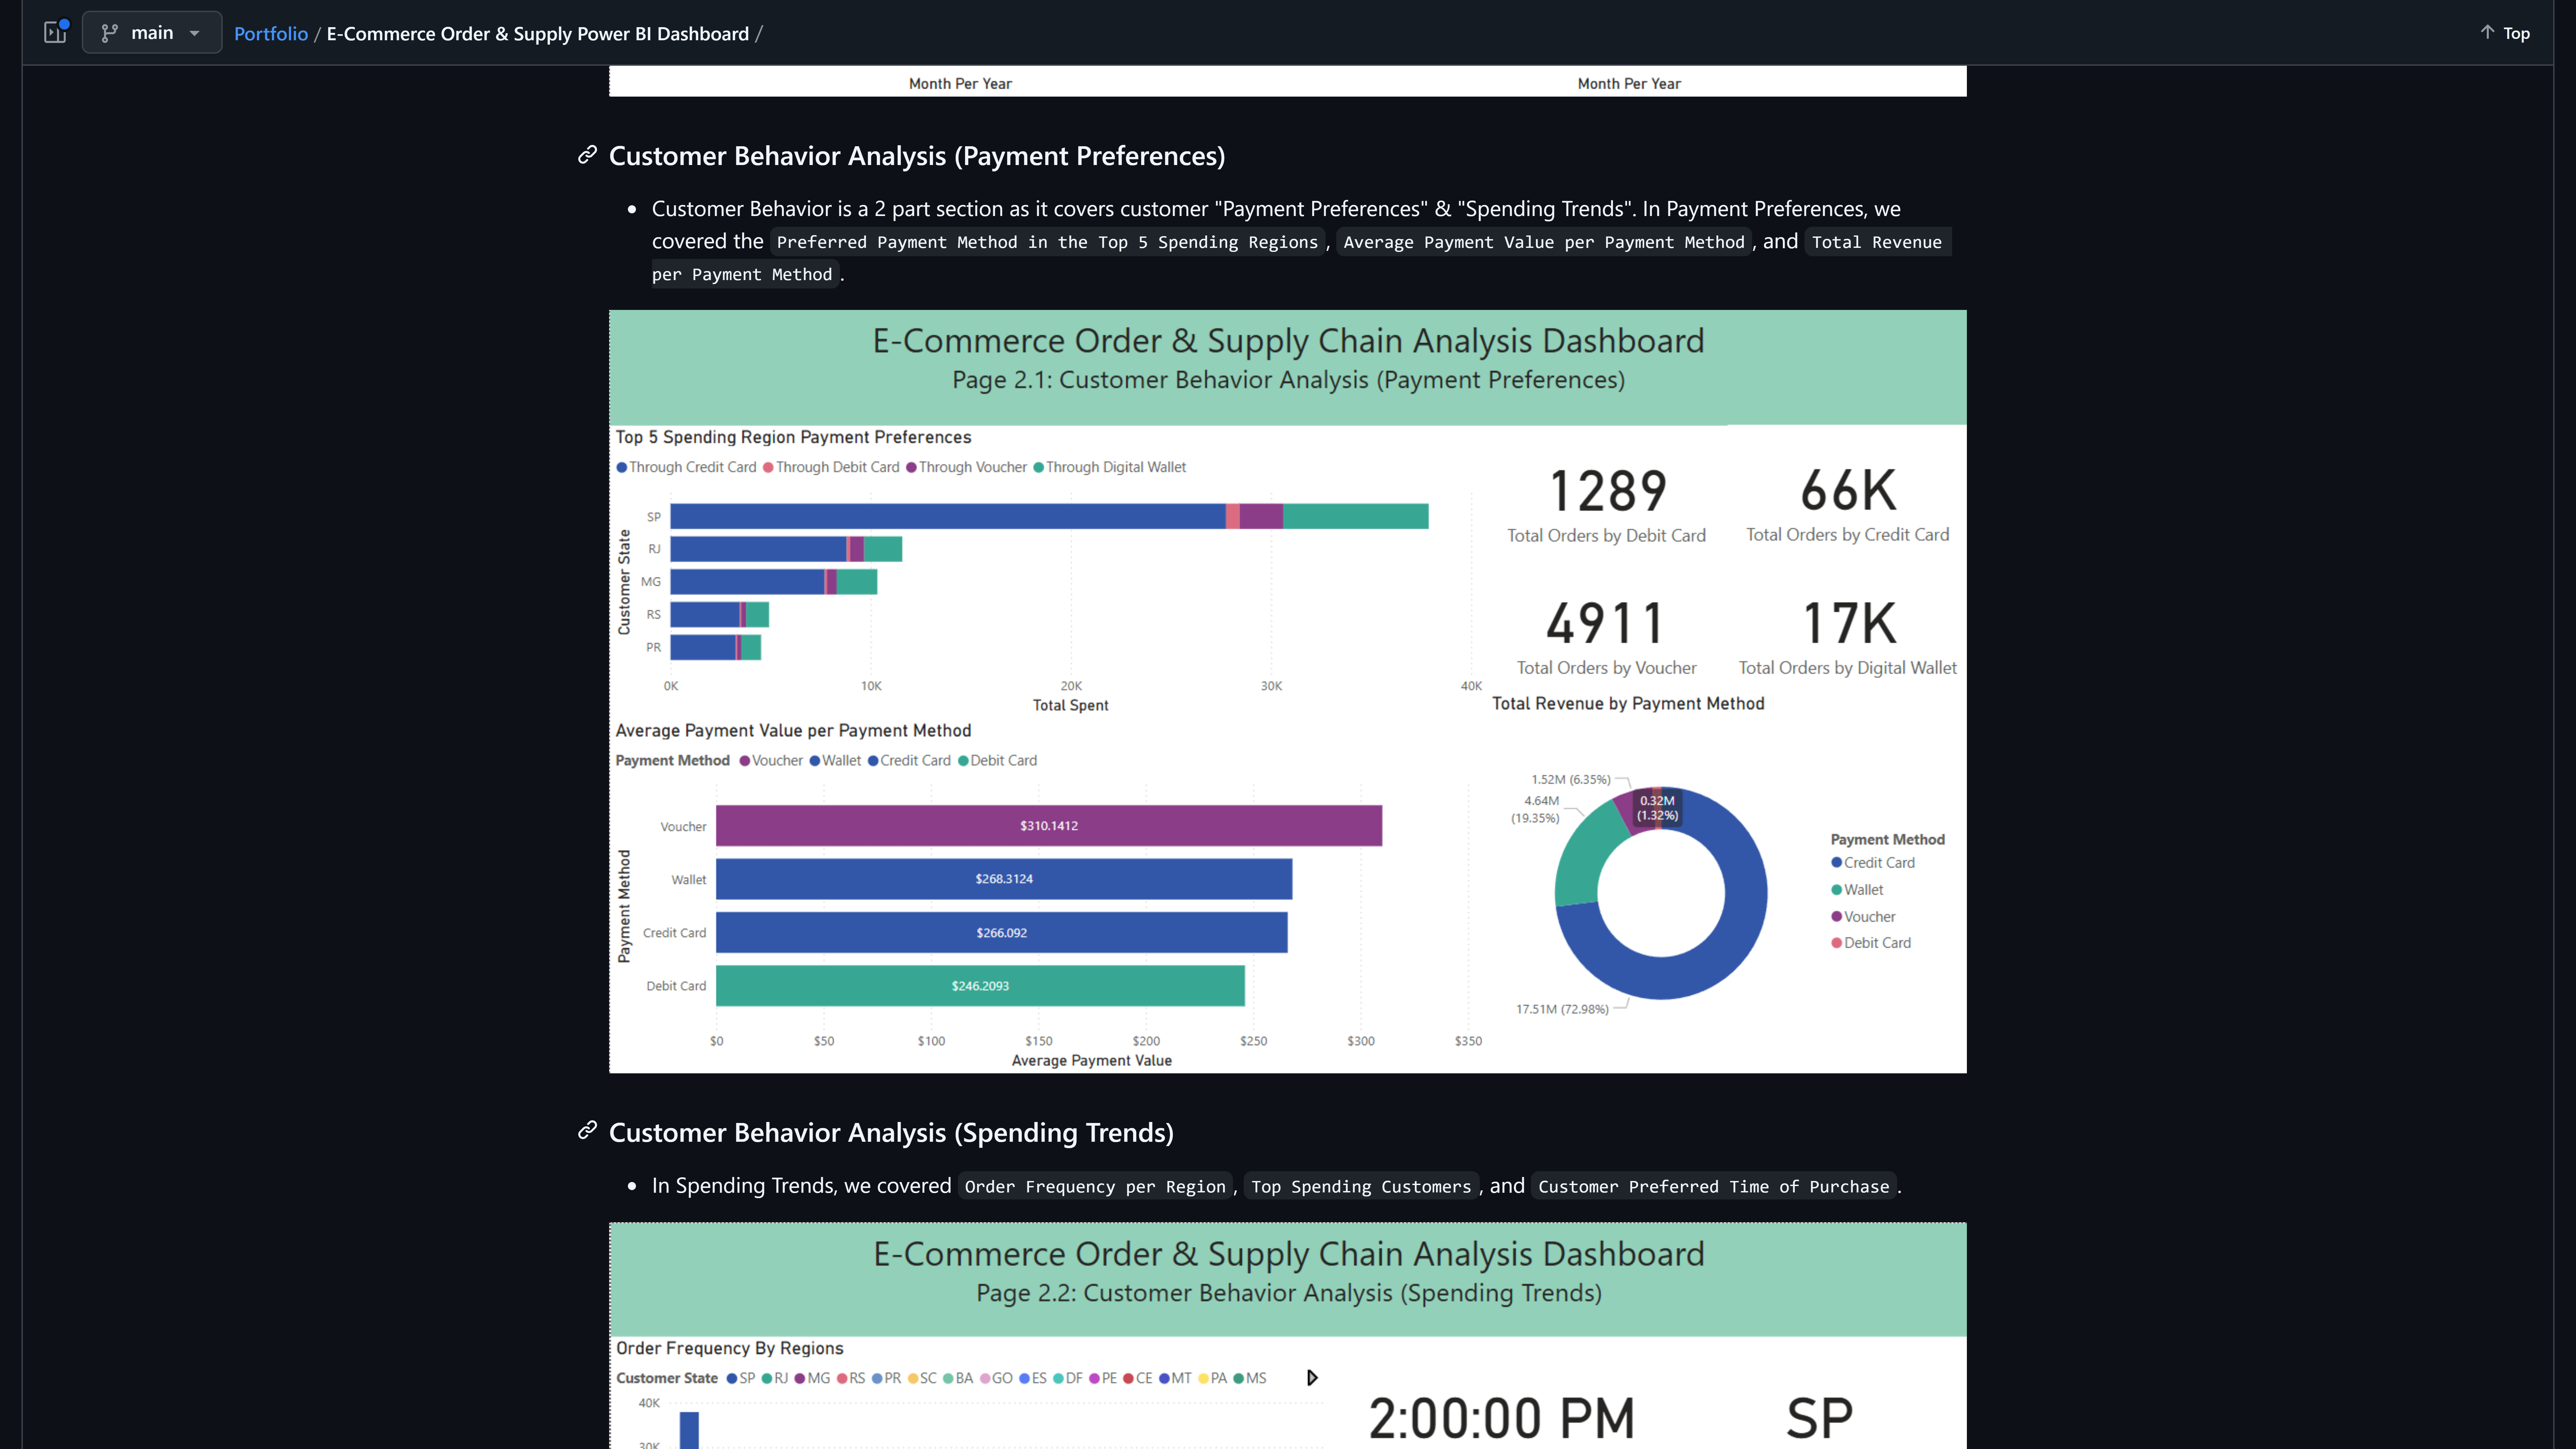 main
Portfolio / E-Commerce Order & Supply Power BI Dashboard /
Top
Month Per Year
Month Per Year
Customer Behavior Analysis (Payment Preferences)
Customer Behavior is a 2 part section as it covers customer "Payment Preferences" & "Spending Trends". In Payment Preferences, we
covered the Preferred Payment Method in the Top 5 Spending Regions, Average Payment Value per Payment Method, and Total Revenue
per Payment Method.
E-Commerce Order & Supply Chain Analysis Dashboard
Page 2.1: Customer Behavior Analysis (Payment Preferences)
Top 5 Spending Region Payment Preferences
Through Credit Card Through Debit Card Through Voucher Through Digital Wallet
Customer State
SP
RJ
MG
RS
PR
0K 10K 20K 30K 40K
Total Spent
1289
Total Orders by Debit Card
66K
Total Orders by Credit Card
4911
Total Orders by Voucher
17K
Total Orders by Digital Wallet
Average Payment Value per Payment Method
Payment Method Voucher Wallet Credit Card Debit Card
Payment Method
Voucher $310.1412
Wallet $268.3124
Credit Card $266.092
Debit Card $246.2093
$0 $50 $100 $150 $200 $250 $300 $350
Average Payment Value
Total Revenue by Payment Method
1.52M (6.35%)
4.64M
(19.35%)
0.32M
(1.32%)
17.51M (72.98%)
Payment Method
Credit Card
Wallet
Voucher
Debit Card
Customer Behavior Analysis (Spending Trends)
In Spending Trends, we covered Order Frequency per Region, Top Spending Customers, and Customer Preferred Time of Purchase.
E-Commerce Order & Supply Chain Analysis Dashboard
Page 2.2: Customer Behavior Analysis (Spending Trends)
Order Frequency By Regions
Customer State SP RJ MG RS PR SC BA GO ES DF PE CE MT PA MS
40K
30K
2:00:00 PM
SP